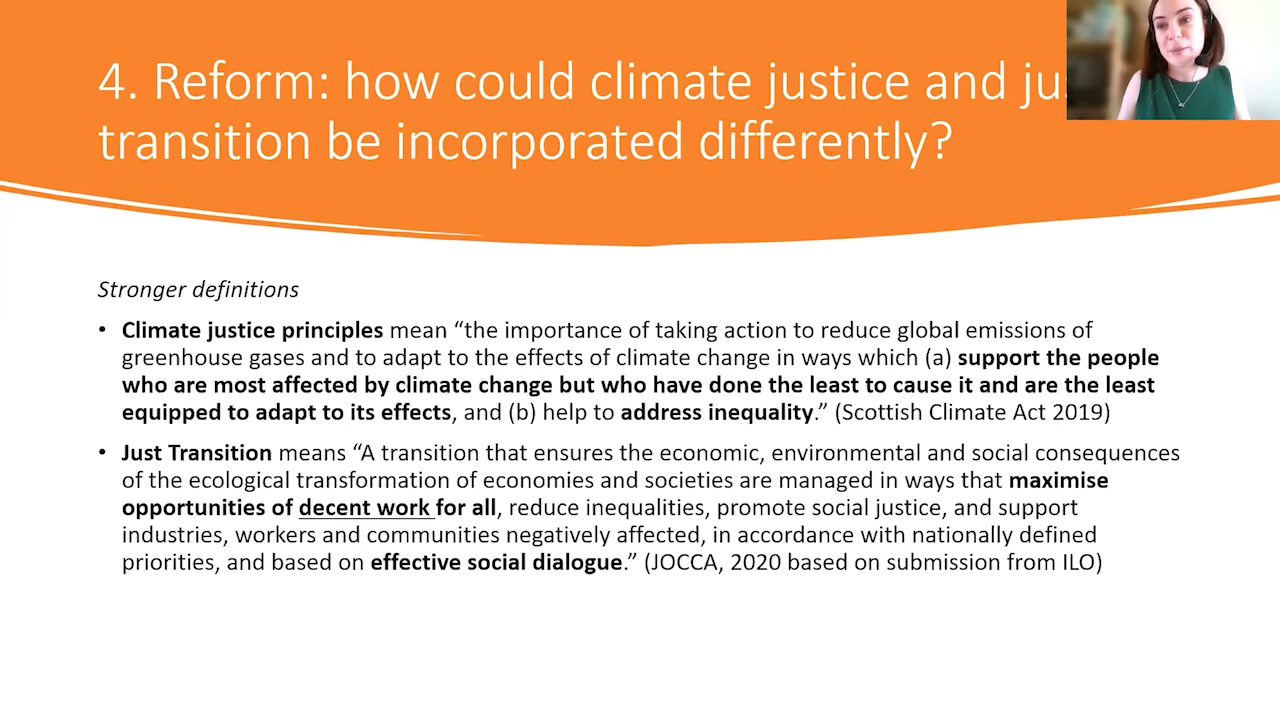 4. Reform: how could climate justice and
transition be incorporated differently?
Stronger definitions
• Climate justice principles mean “the importance of taking action to reduce global emissions of
greenhouse gases and to adapt to the effects of climate change in ways which (a) support the people
who are most affected by climate change but who have done the least to cause it and are the least
equipped to adapt to its effects, and (b) help to address inequality.” (Scottish Climate Act 2019)
• Just Transition means “A transition that ensures the economic, environmental and social consequences
of the ecological transformation of economies and societies are managed in ways that maximise
opportunities of decent work for all, reduce inequalities, promote social justice, and support
industries, workers and communities negatively affected, in accordance with nationally defined
priorities, and based on effective social dialogue.” (JOCCA, 2020 based on submission from ILO)